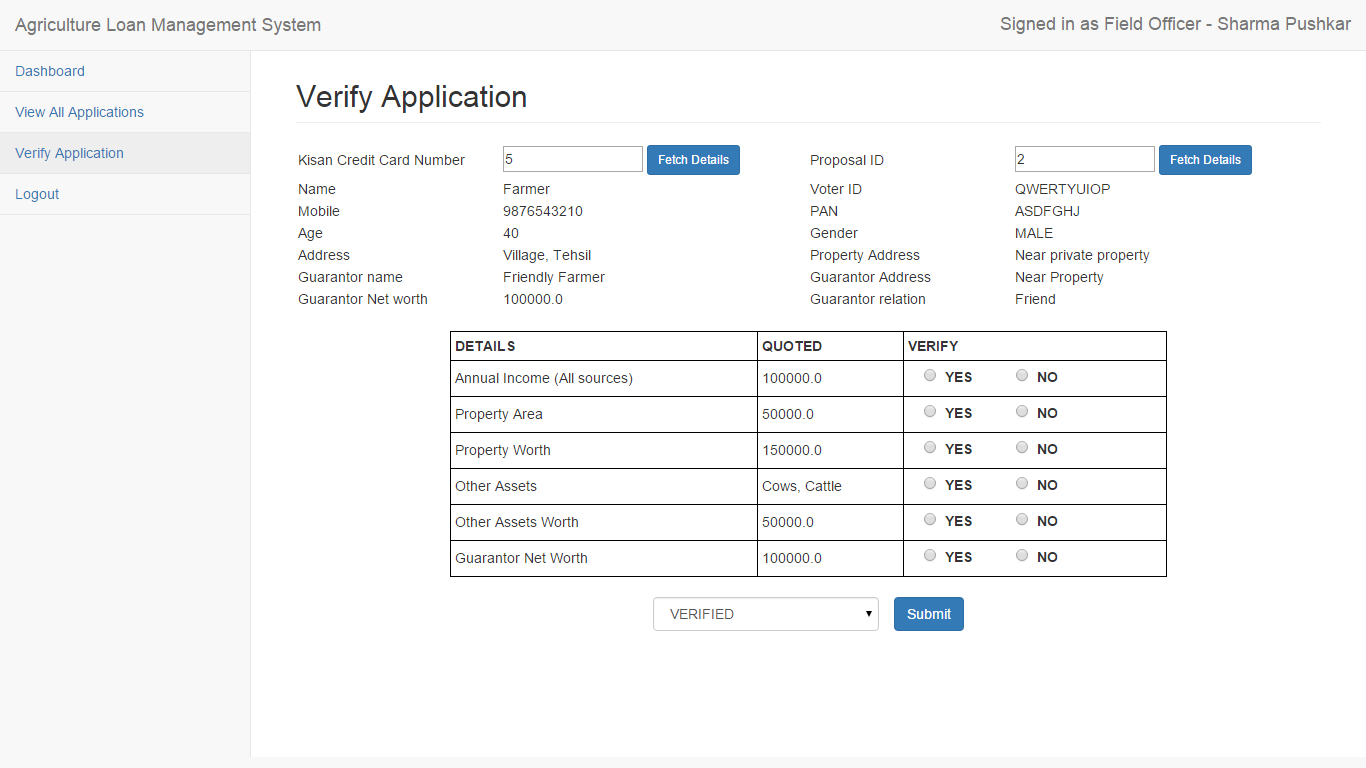 Agriculture Loan Management System
Signed in as Field Officer - Sharma Pushkar
Dashboard
View All Applications
Verify Application
Logout
Verify Application
Kisan Credit Card Number 5 Fetch Details Proposal ID 2 Fetch Details
Name Farmer Voter ID QWERTYUIOP
Mobile 9876543210 PAN ASDFGHJ
Age 40 Gender MALE
Address Village, Tehsil Property Address Near private property
Guarantor name Friendly Farmer Guarantor Address Near Property
Guarantor Net worth 100000.0 Guarantor relation Friend
DETAILS QUOTED VERIFY
Annual Income (All sources) 100000.0 YES NO
Property Area 50000.0 YES NO
Property Worth 150000.0 YES NO
Other Assets Cows, Cattle YES NO
Other Assets Worth 50000.0 YES NO
Guarantor Net Worth 100000.0 YES NO
VERIFIED Submit